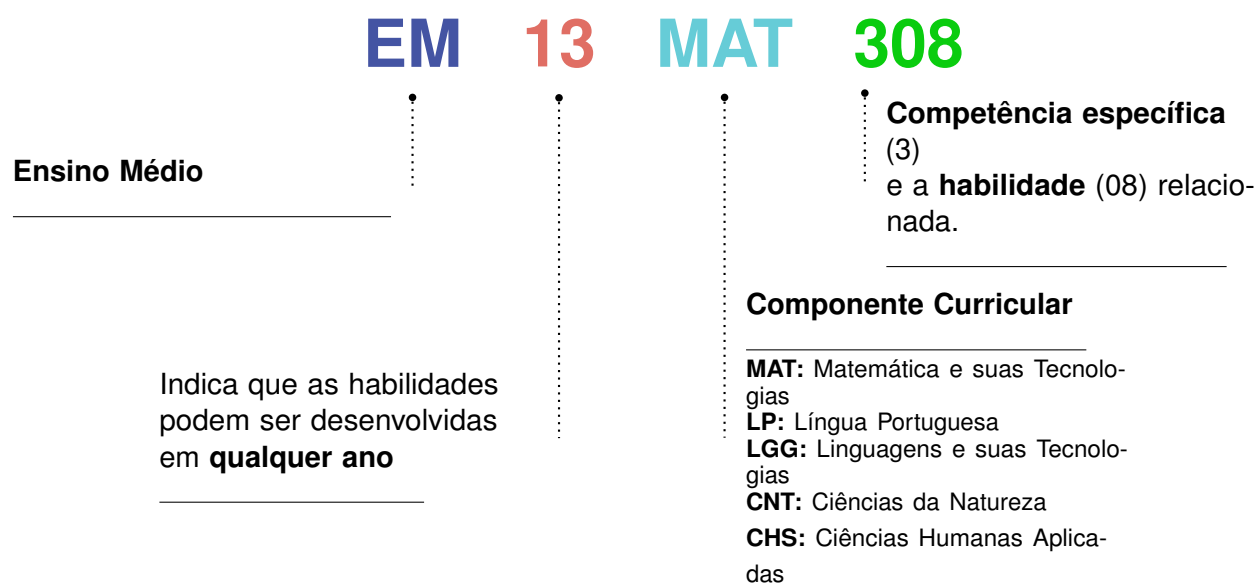 EM 13 MAT 308
Ensino Médio
Competência específica
(3)
e a habilidade (08) relacio-
nada.
Indica que as habilidades
podem ser desenvolvidas
em qualquer ano
Componente Curricular
MAT: Matemática e suas Tecnolo-
gias
LP: Língua Portuguesa
LGG: Linguagens e suas Tecnolo-
gias
CNT: Ciências da Natureza
CHS: Ciências Humanas Aplica-
das